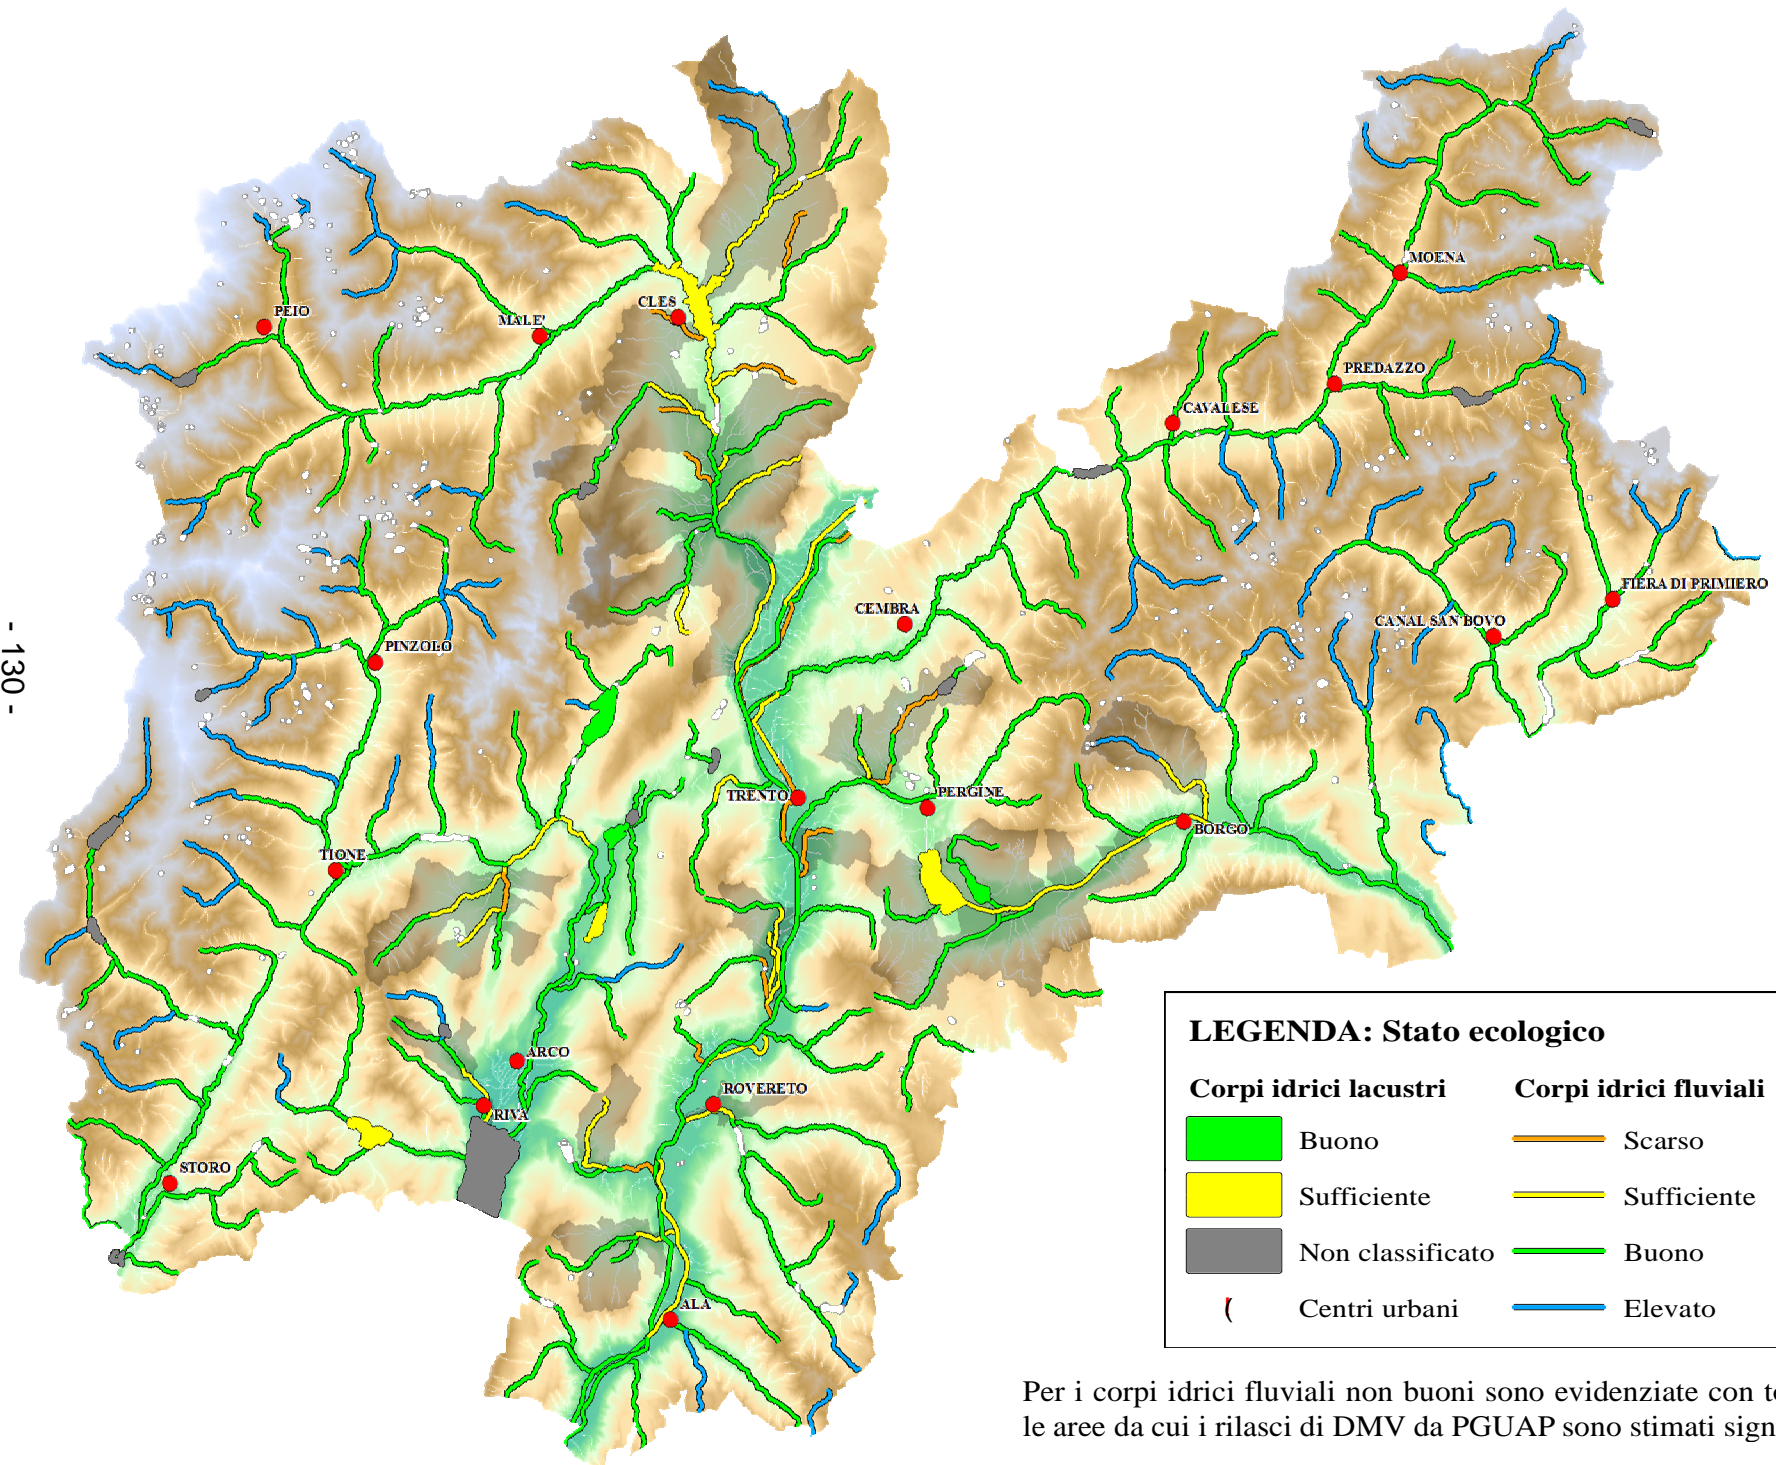 PEIO
MALE'
CLES
MOENA
PREDAZZO
CAVALESE
CEMBRA
FIERA DI PRIMIERO
CANAL SAN BOVO
PINZOLO
- 130 -
TRENTO
PERGINE
BORGO
TIONE
ARCO
RIVA
ROVERETO
STORO
ALA
LEGENDA: Stato ecologico
Corpi idrici lacustri Corpi idrici fluviali
Buono Scarso
Sufficiente Sufficiente
Non classificato Buono
Centri urbani Elevato
Per i corpi idrici fluviali non buoni sono evidenziate con
le aree da cui i rilasci di DMV da PGUAP sono stimati